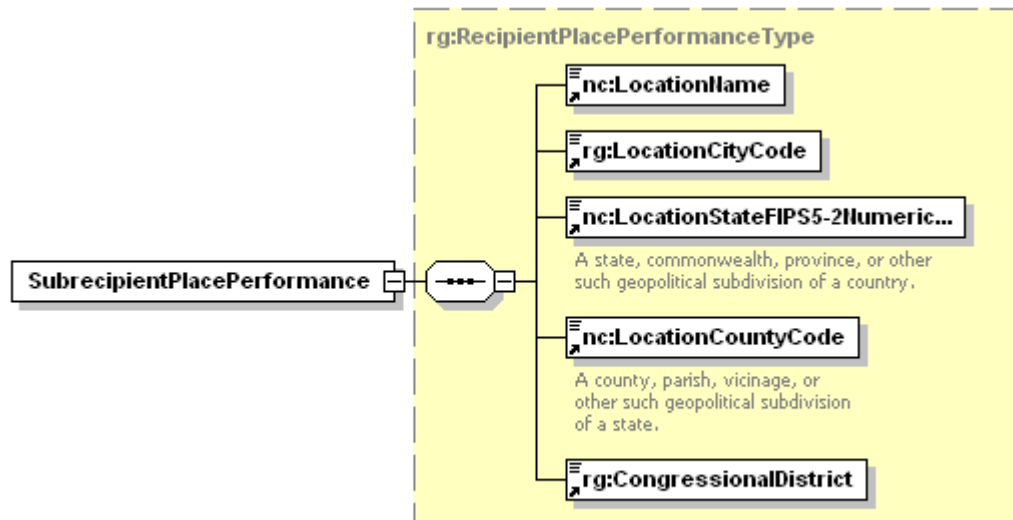 rg:RecipientPlacePerformanceType
nc:LocationName
rg:LocationCityCode
nc:LocationStateFIPS5-2Numeric...
A state, commonwealth, province, or other
such geopolitical subdivision of a country.
SubrecipientPlacePerformance
nc:LocationCountyCode
A county, parish, vicinage, or
other such geopolitical subdivision
of a state.
rg:CongressionalDistrict